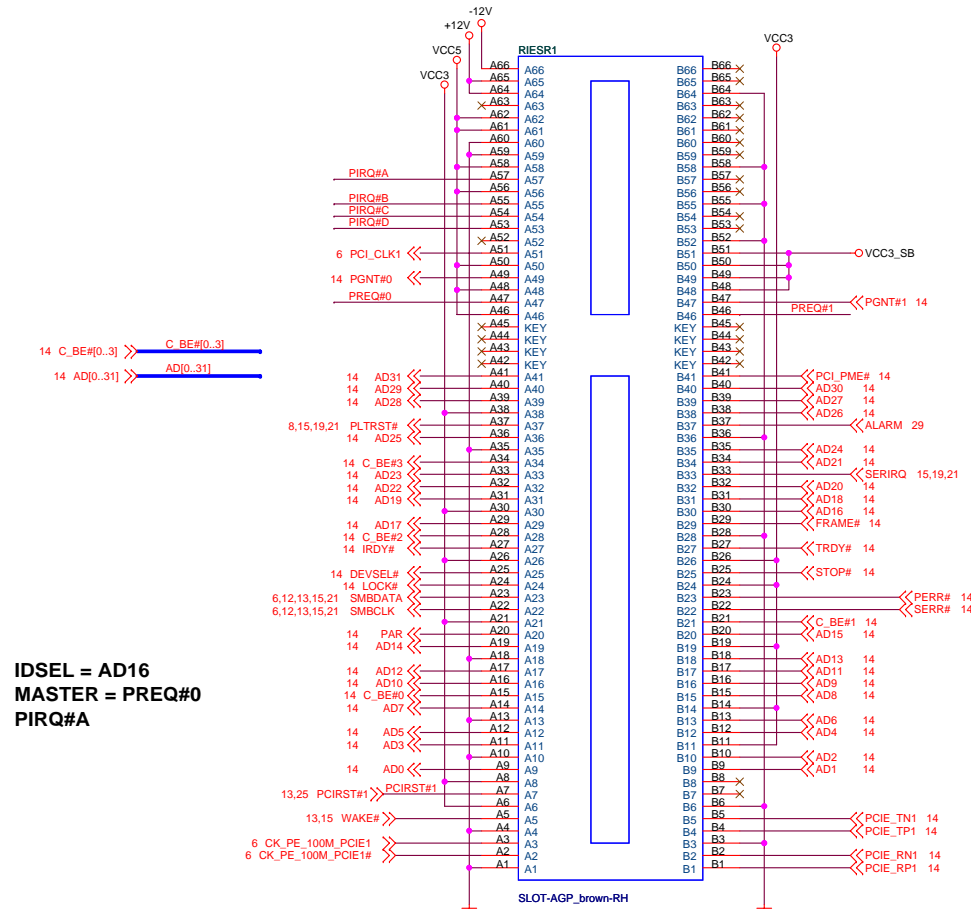 -12V
+12V
VCC5
VCC3
VCC3
RIESR1
A66 A66 B66 B66
A65 A65 B65 B65
A64 A64 B64 B64
A63 A63 B63 B63
A62 A62 B62 B62
A61 A61 B61 B61
A60 A60 B60 B60
A59 A59 B59 B59
A58 A58 B58 B58
PIRQ#A A57 A57 B57 B57
A56 A56 B56 B56
PIRQ#B A55 A55 B55 B55
PIRQ#C A54 A54 B54 B54
PIRQ#D A53 A53 B53 B53
A52 A52 B52 B52
6 PCI_CLK1 A51 A51 B51 B51 VCC3_SB
A50 A50 B50 B50
14 PGNT#0 A49 A49 B49 B49
A48 A48 B48 B48
PREQ#0 A47 A47 B47 B47 PGNT#1 14
A46 A46 B46 B46 PREQ#1
A45 KEY KEY B45
A44 KEY KEY B44
14 C_BE#[0..3] C_BE#[0..3] A43 KEY KEY B43
A42 KEY KEY B42
14 AD[0..31] AD[0..31] 14 AD31 A41 A41 B41 B41 PCI_PME# 14
14 AD29 A40 A40 B40 B40 AD30 14
14 AD28 A39 A39 B39 B39 AD27 14
A38 A38 B38 B38 AD26 14
8,15,19,21 PLTRST# A37 A37 B37 B37 ALARM 29
14 AD25 A36 A36 B36 B36
A35 A35 B35 B35 AD24 14
14 C_BE#3 A34 A34 B34 B34 AD21 14
14 AD23 A33 A33 B33 B33 SERIRQ 15,19,21
14 AD22 A32 A32 B32 B32 AD20 14
14 AD19 A31 A31 B31 B31 AD18 14
A30 A30 B30 B30 AD16 14
14 AD17 A29 A29 B29 B29 FRAME# 14
14 C_BE#2 A28 A28 B28 B28
14 IRDY# A27 A27 B27 B27 TRDY# 14
A26 A26 B26 B26
14 DEVSEL# A25 A25 B25 B25 STOP# 14
14 LOCK# A24 A24 B24 B24
6,12,13,15,21 SMBDATA A23 A23 B23 B23 PERR# 14
6,12,13,15,21 SMBCLK A22 A22 B22 B22 SERR# 14
A21 A21 B21 B21 C_BE#1 14
14 PAR A20 A20 B20 B20 AD15 14
14 AD14 A19 A19 B19 B19
A18 A18 B18 B18 AD13 14
14 AD12 A17 A17 B17 B17 AD11 14
14 AD10 A16 A16 B16 B16 AD9 14
14 C_BE#0 A15 A15 B15 B15 AD8 14
14 AD7 A14 A14 B14 B14
A13 A13 B13 B13 AD6 14
14 AD5 A12 A12 B12 B12 AD4 14
14 AD3 A11 A11 B11 B11
A10 A10 B10 B10 AD2 14
14 AD0 A9 A9 B9 B9 AD1 14
A8 A8 B8 B8
13,25 PCIRST#1 PCIRST#1 A7 A7 B7 B7
A6 A6 B6 B6
13,15 WAKE# A5 A5 B5 B5 PCIE_TN1 14
A4 A4 B4 B4 PCIE_TP1 14
6 CK_PE_100M_PCIE1 A3 A3 B3 B3
6 CK_PE_100M_PCIE1# A2 A2 B2 B2 PCIE_RN1 14
A1 A1 B1 B1 PCIE_RP1 14
IDSEL = AD16
MASTER = PREQ#0
PIRQ#A
SLOT-AGP_brown-RH